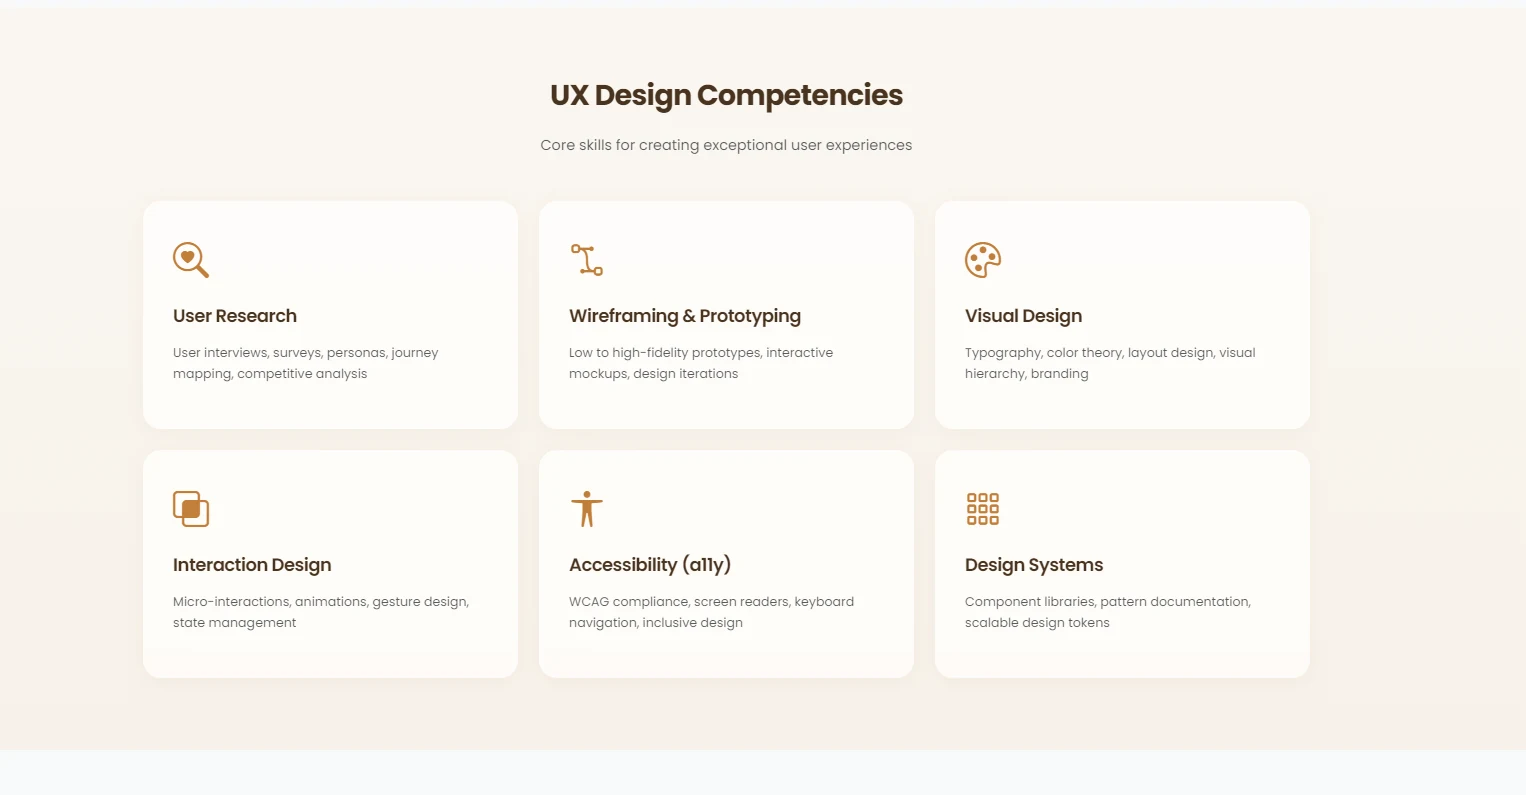 UX Design Competencies
Core skills for creating exceptional user experiences
User Research
User interviews, surveys, personas, journey
mapping, competitive analysis
Wireframing & Prototyping
Low to high-fidelity prototypes, interactive
mockups, design iterations
Visual Design
Typography, color theory, layout design, visual
hierarchy, branding
Interaction Design
Micro-interactions, animations, gesture design,
state management
Accessibility (a11y)
WCAG compliance, screen readers, keyboard
navigation, inclusive design
Design Systems
Component libraries, pattern documentation,
scalable design tokens